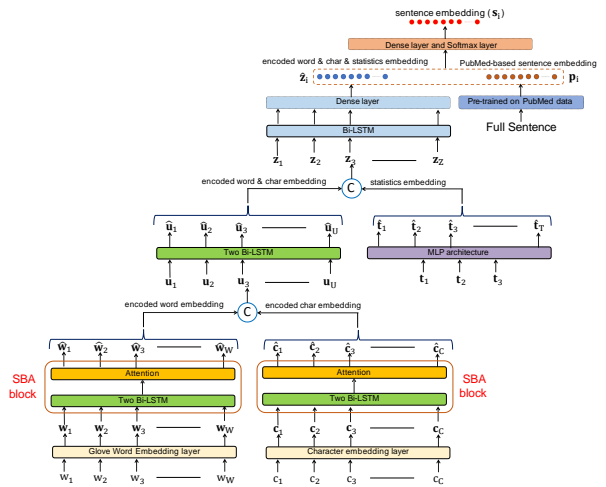 sentence embedding (𝐬ᵢ)
Dense layer and Softmax layer
encoded word & char & statistics embedding
PubMed-based sentence embedding
ẑᵢ
𝐩ᵢ
Dense layer
Pre-trained on PubMed data
Full Sentence
Bi-LSTM
z₁ z₂ z₃ z_Z
encoded word & char embedding
C
statistics embedding
û₁ û₂ û₃ û_U
t̂₁ t̂₂ t̂₃ t̂_T
Two Bi-LSTM
MLP architecture
u₁ u₂ u₃ u_U
t₁ t₂ t₃
encoded word embedding
C
encoded char embedding
ŵ₁ ŵ₂ ŵ₃ ŵ_W
ĉ₁ ĉ₂ ĉ₃ ĉ_C
SBA
block
Attention
Two Bi-LSTM
Attention
Two Bi-LSTM
SBA
block
w₁ w₂ w₃ w_W
c₁ c₂ c₃ c_C
Glove Word Embedding layer
Character embedding layer
w₁ w₂ w₃ w_W
c₁ c₂ c₃ c_C